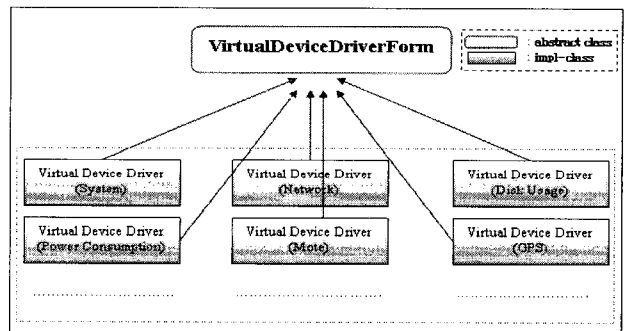 VirtualDeviceDriverForm
: abstract class
: impl-class
Virtual Device Driver
(System)
Virtual Device Driver
(Network)
Virtual Device Driver
(Disk Usage)
Virtual Device Driver
(Power Consumption)
Virtual Device Driver
(Mote)
Virtual Device Driver
(GPS)